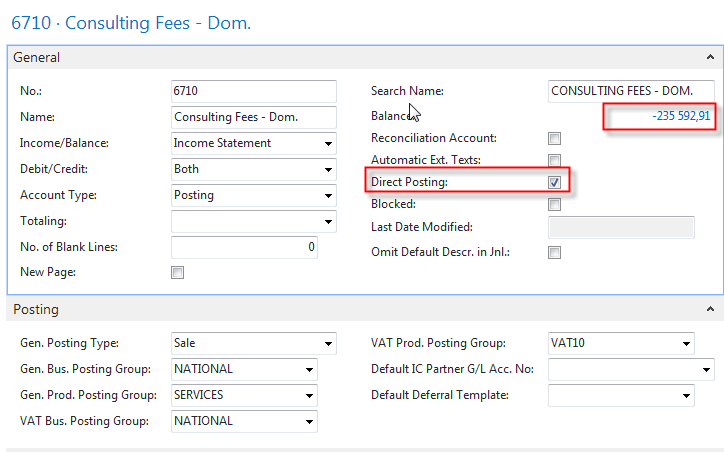 6710 · Consulting Fees - Dom.
General
No.: 6710
Name: Consulting Fees - Dom.
Income/Balance: Income Statement
Debit/Credit: Both
Account Type: Posting
Totaling:
No. of Blank Lines: 0
New Page:
Search Name: CONSULTING FEES - DOM.
Balance: -235 592,91
Reconciliation Account:
Automatic Ext. Texts:
Direct Posting:
Blocked:
Last Date Modified:
Omit Default Descr. in Jnl.:
Posting
Gen. Posting Type: Sale
Gen. Bus. Posting Group: NATIONAL
Gen. Prod. Posting Group: SERVICES
VAT Bus. Posting Group: NATIONAL
VAT Prod. Posting Group: VAT10
Default IC Partner G/L Acc. No:
Default Deferral Template: